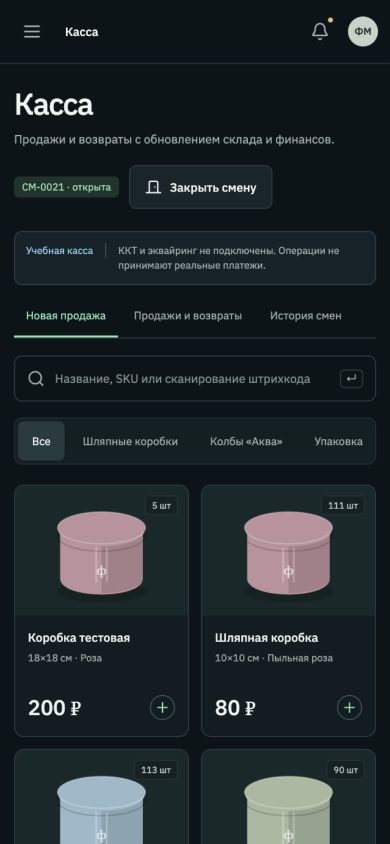 Касса
ФМ
Касса
Продажи и возвраты с обновлением склада и финансов.
СМ-0021 · открыта
Закрыть смену
Учебная касса
ККТ и эквайринг не подключены. Операции не
принимают реальные платежи.
Новая продажа
Продажи и возвраты
История смен
Название, SKU или сканирование штрихкода
Все
Шляпные коробки
Колбы «Аква»
Упаковка
5 шт
ф
Коробка тестовая
18×18 см · Роза
200 ₽
111 шт
ф
Шляпная коробка
10×10 см · Пыльная роза
80 ₽
113 шт
ф
90 шт
ф